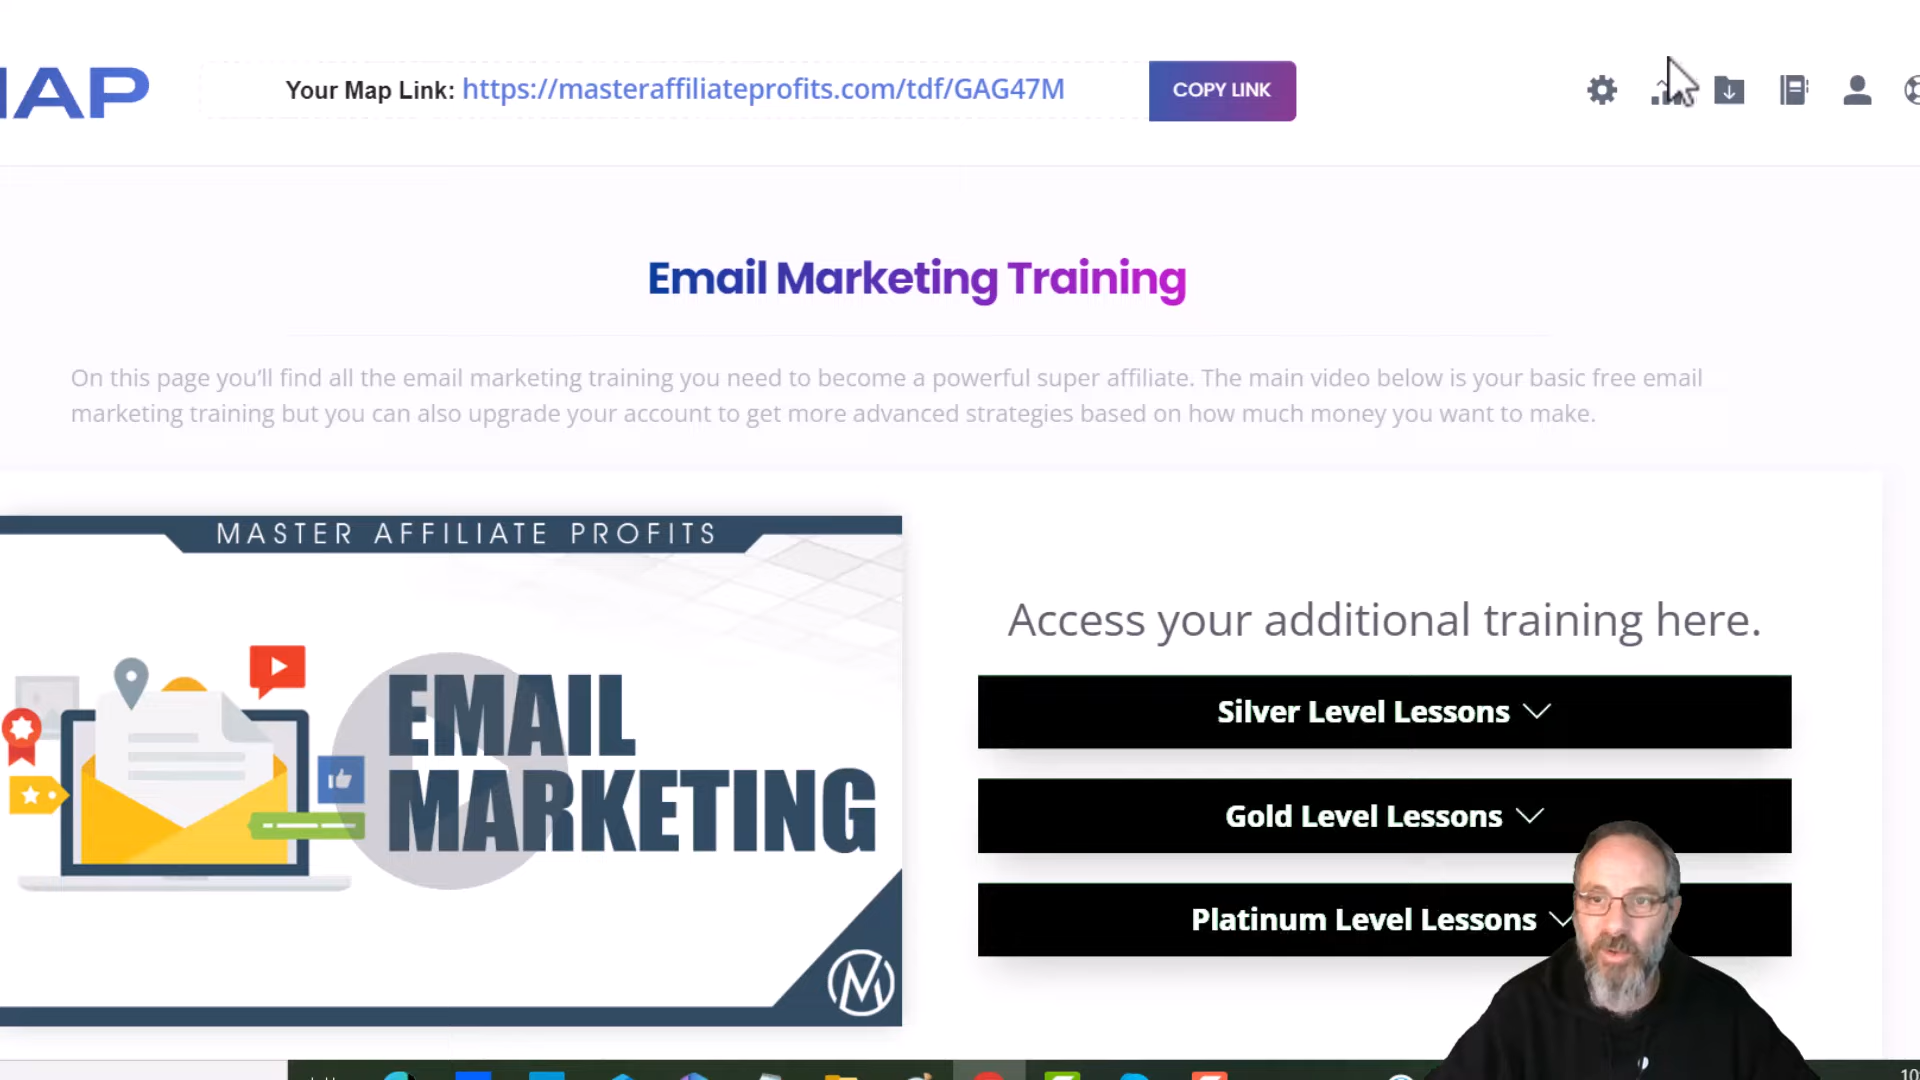 MAP
Your Map Link: https://masteraffiliateprofits.com/tdf/GAG47M
COPY LINK
Email Marketing Training
On this page you'll find all the email marketing training you need to become a powerful super affiliate. The main video below is your basic free email
marketing training but you can also upgrade your account to get more advanced strategies based on how much money you want to make.
MASTER AFFILIATE PROFITS
EMAIL
MARKETING
Access your additional training here.
Silver Level Lessons
Gold Level Lessons
Platinum Level Lessons